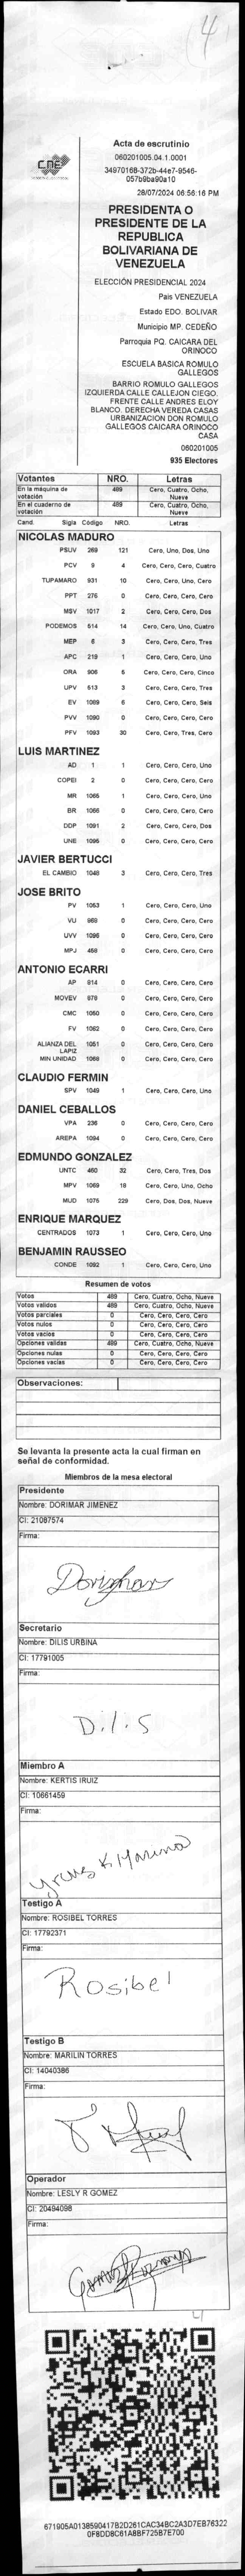 4
Acta de escrutinio
060201005.04.1.0001
34970168-372b-44e7-9546-
057b9ba90a10
28/07/2024 06:56:16 PM
CNE
PRESIDENTA O
PRESIDENTE DE LA
REPUBLICA
BOLIVARIANA DE
VENEZUELA
ELECCIÓN PRESIDENCIAL 2024
Pais VENEZUELA
Estado EDO. BOLIVAR
Municipio MP. CEDEÑO
Parroquia PQ. CAICARA DEL
ORINOCO
ESCUELA BASICA ROMULO
GALLEGOS
BARRIO ROMULO GALLEGOS
IZQUIERDA CALLE CALLEJON CIEGO.
FRENTE CALLE ANDRES ELOY
BLANCO. DERECHA VEREDA CASAS
URBANIZACION DON ROMULO
GALLEGOS CAICARA ORINOCO
CASA
060201005
935 Electores
Votantes NRO. Letras
En la máquina de votación 489 Cero, Cuatro, Ocho, Nueve
En el cuaderno de votación 489 Cero, Cuatro, Ocho, Nueve
Cand. Sigla Código NRO. Letras
NICOLAS MADURO
PSUV 269 121 Cero, Uno, Dos, Uno
PCV 9 4 Cero, Cero, Cero, Cuatro
TUPAMARO 931 10 Cero, Cero, Uno, Cero
PPT 276 0 Cero, Cero, Cero, Cero
MSV 1017 2 Cero, Cero, Cero, Dos
PODEMOS 514 14 Cero, Cero, Uno, Cuatro
MEP 6 3 Cero, Cero, Cero, Tres
APC 219 1 Cero, Cero, Cero, Uno
ORA 906 5 Cero, Cero, Cero, Cinco
UPV 513 3 Cero, Cero, Cero, Tres
EV 1089 6 Cero, Cero, Cero, Seis
PVV 1090 0 Cero, Cero, Cero, Cero
PFV 1093 30 Cero, Cero, Tres, Cero
LUIS MARTINEZ
AD 1 1 Cero, Cero, Cero, Uno
COPEI 2 0 Cero, Cero, Cero, Cero
MR 1065 1 Cero, Cero, Cero, Uno
BR 1066 0 Cero, Cero, Cero, Cero
DDP 1091 2 Cero, Cero, Cero, Dos
UNE 1095 0 Cero, Cero, Cero, Cero
JAVIER BERTUCCI
EL CAMBIO 1048 3 Cero, Cero, Cero, Tres
JOSE BRITO
PV 1053 1 Cero, Cero, Cero, Uno
VU 968 0 Cero, Cero, Cero, Cero
UVV 1096 0 Cero, Cero, Cero, Cero
MPJ 458 0 Cero, Cero, Cero, Cero
ANTONIO ECARRI
AP 814 0 Cero, Cero, Cero, Cero
MOVEV 978 0 Cero, Cero, Cero, Cero
CMC 1050 0 Cero, Cero, Cero, Cero
FV 1062 0 Cero, Cero, Cero, Cero
ALIANZA DEL LAPIZ 1051 0 Cero, Cero, Cero, Cero
MIN UNIDAD 1088 0 Cero, Cero, Cero, Cero
CLAUDIO FERMIN
SPV 1049 1 Cero, Cero, Cero, Uno
DANIEL CEBALLOS
VPA 236 0 Cero, Cero, Cero, Cero
AREPA 1094 0 Cero, Cero, Cero, Cero
EDMUNDO GONZALEZ
UNTC 460 32 Cero, Cero, Tres, Dos
MPV 1069 18 Cero, Cero, Uno, Ocho
MUD 1075 229 Cero, Dos, Dos, Nueve
ENRIQUE MARQUEZ
CENTRADOS 1073 1 Cero, Cero, Cero, Uno
BENJAMIN RAUSSEO
CONDE 1092 1 Cero, Cero, Cero, Uno
Resumen de votos
Votos 489 Cero, Cuatro, Ocho, Nueve
Votos validos 489 Cero, Cuatro, Ocho, Nueve
Votos parciales 0 Cero, Cero, Cero, Cero
Votos nulos 0 Cero, Cero, Cero, Cero
Votos vacios 0 Cero, Cero, Cero, Cero
Opciones validas 489 Cero, Cuatro, Ocho, Nueve
Opciones nulas 0 Cero, Cero, Cero, Cero
Opciones vacias 0 Cero, Cero, Cero, Cero
Observaciones:
Se levanta la presente acta la cual firman en
señal de conformidad.
Miembros de la mesa electoral
Presidente
Nombre: DORIMAR JIMENEZ
CI: 21087574
Firma:
Secretario
Nombre: DILIS URBINA
CI: 17791005
Firma:
Dilis
Miembro A
Nombre: KERTIS IRUIZ
CI: 10661459
Firma:
Testigo A
Nombre: ROSIBEL TORRES
CI: 17792371
Firma:
Rosibel
Testigo B
Nombre: MARILIN TORRES
CI: 14040386
Firma:
Operador
Nombre: LESLY R GOMEZ
CI: 20494098
Firma:
671905A0138590417B2D261CAC34BC2A3D7EB76322
0F8DD8C61A8BF725B7E700